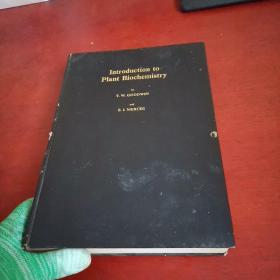 Introduction to
Plant Biochemistry
by
T. W. GOODWIN
and
E. I. MERCER